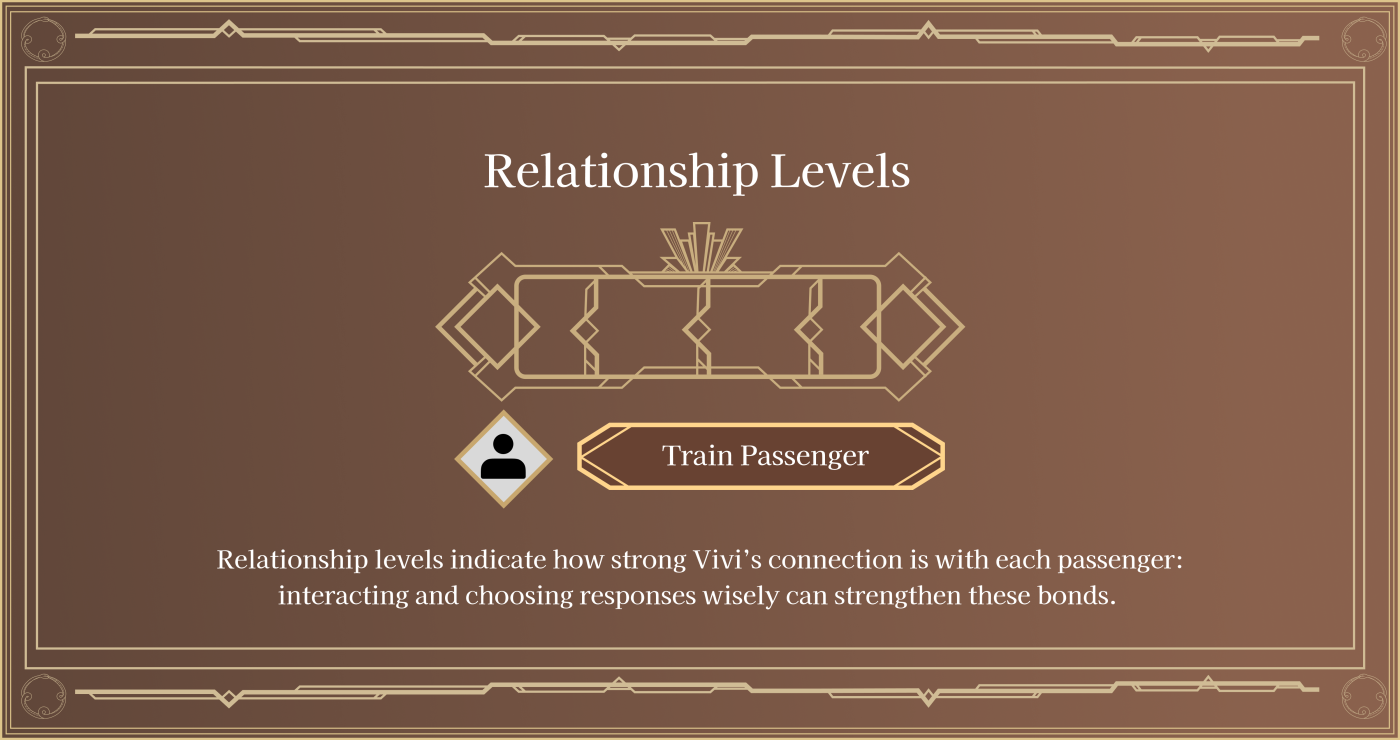 Relationship Levels
Train Passenger
Relationship levels indicate how strong Vivi’s connection is with each passenger:
interacting and choosing responses wisely can strengthen these bonds.